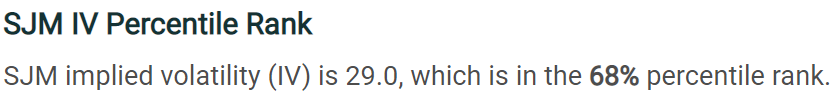 SJM IV Percentile Rank
SJM implied volatility (IV) is 29.0, which is in the 68% percentile rank.